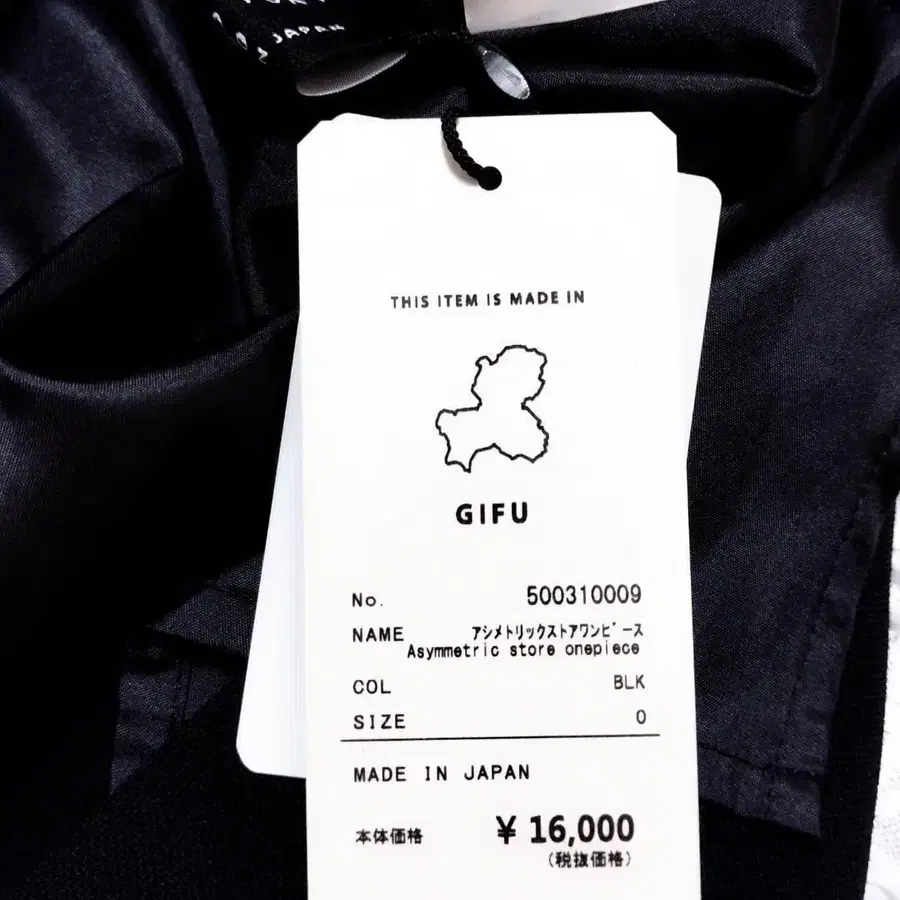 JAPAN
THIS ITEM IS MADE IN
GIFU
No. 500310009
NAME アシメトリックストアワンピース
Asymmetric store onepiece
COL BLK
SIZE 0
MADE IN JAPAN
本体価格 ¥16,000
(税抜価格)